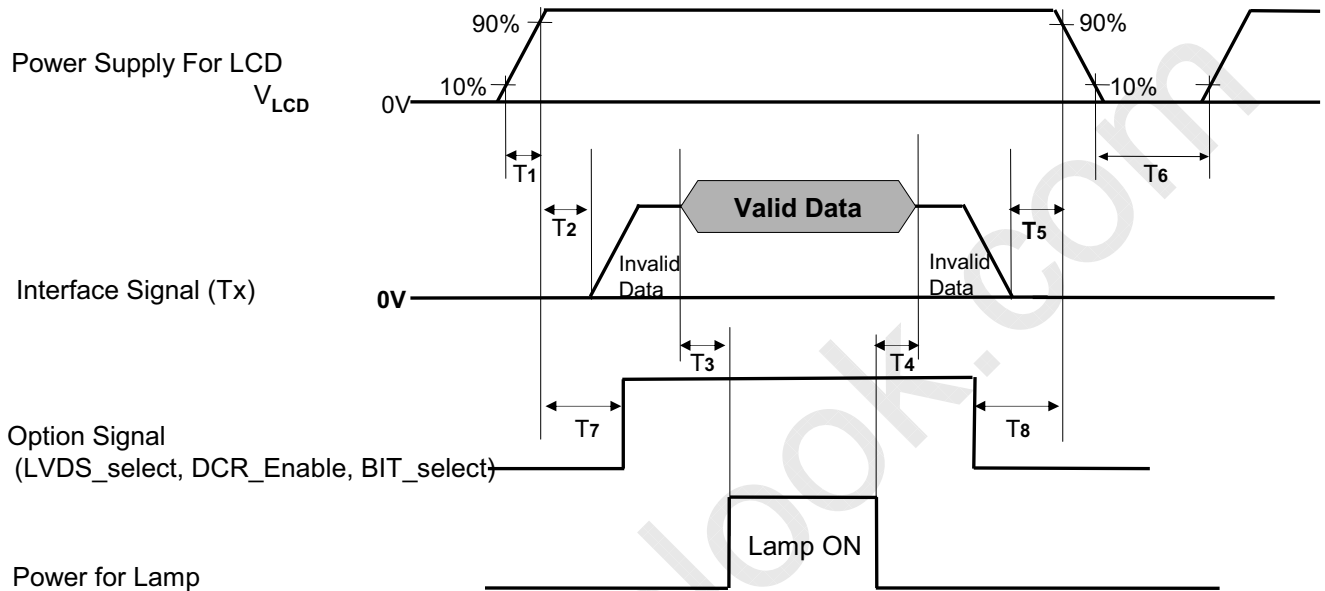 90%
90%
Power Supply For LCD
VLCD
10%
10%
0V
T1
T6
T2
Valid Data
T5
Invalid
Data
Invalid
Data
Interface Signal (Tx)
0V
T3
T4
T7
T8
Option Signal
(LVDS_select, DCR_Enable, BIT_select)
Lamp ON
Power for Lamp
look.com